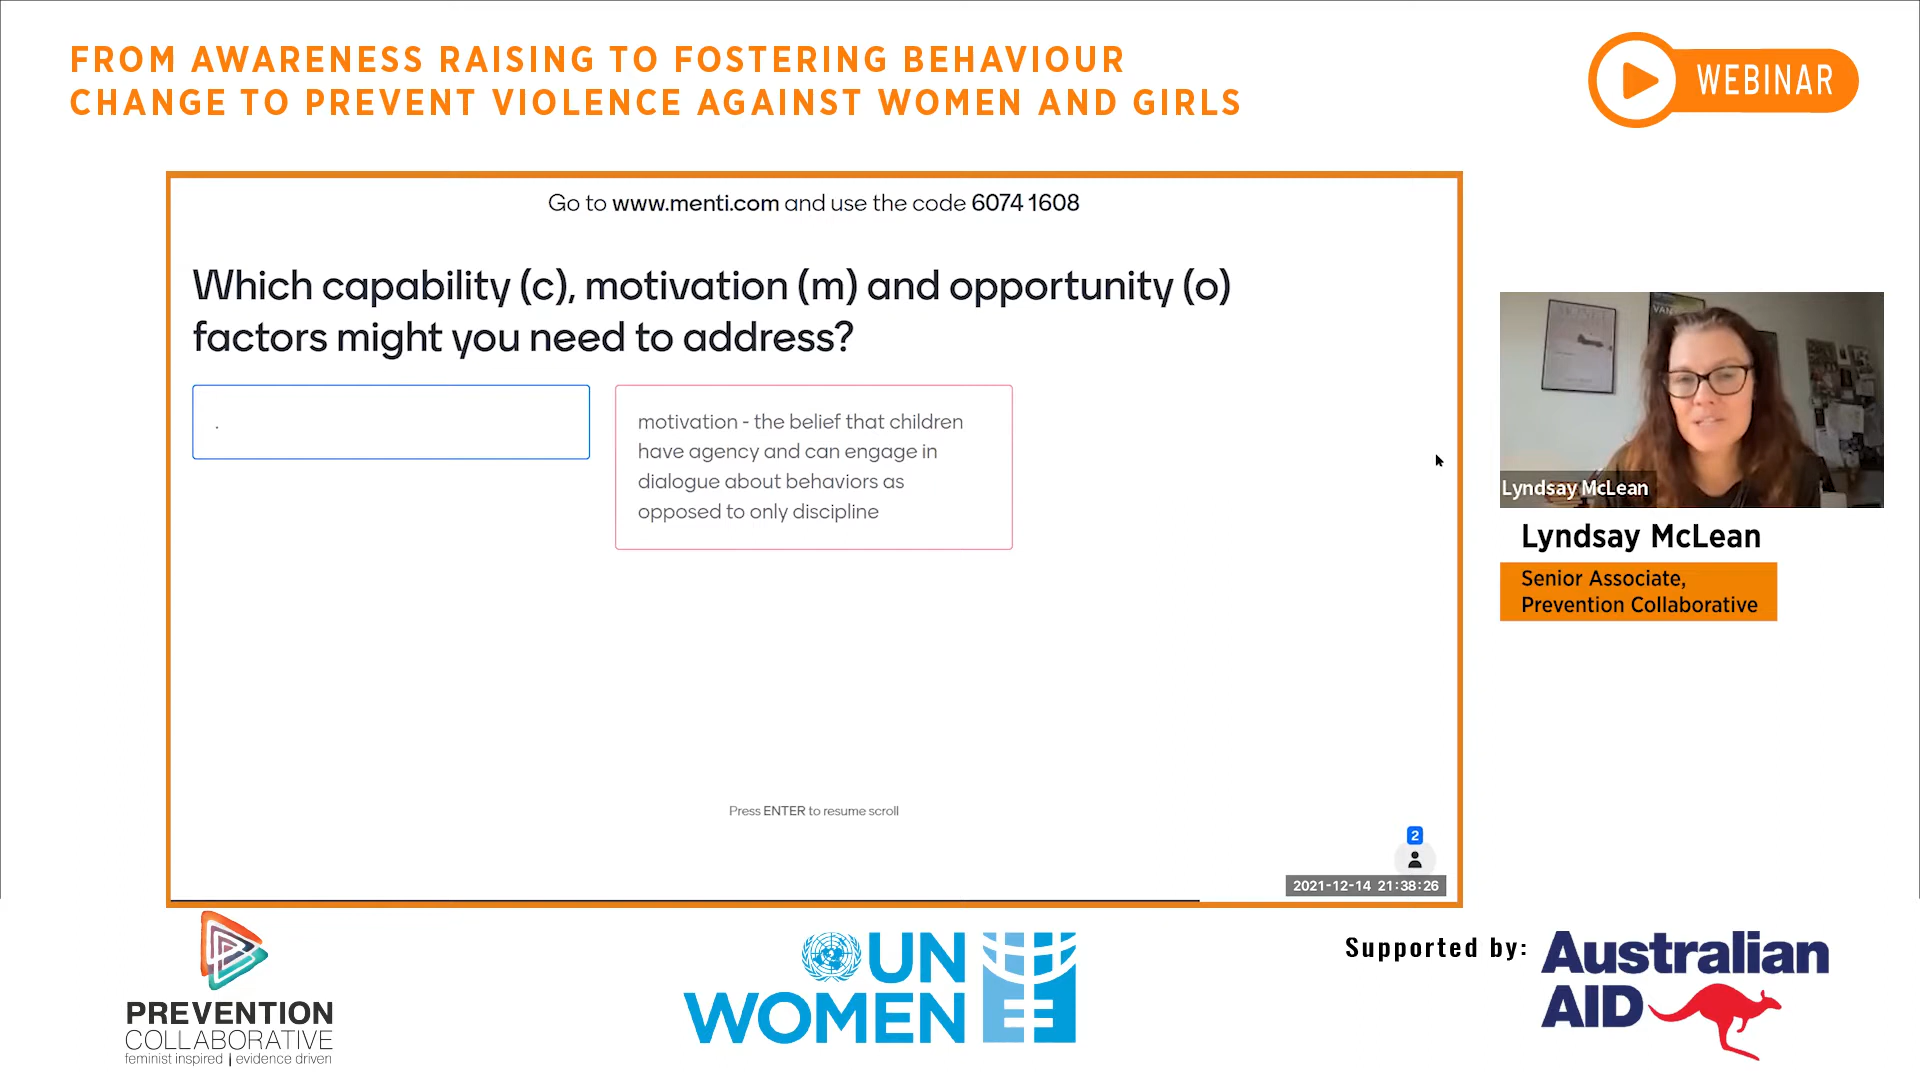 FROM AWARENESS RAISING TO FOSTERING BEHAVIOUR
CHANGE TO PREVENT VIOLENCE AGAINST WOMEN AND GIRLS
WEBINAR
Go to www.menti.com and use the code 6074 1608
Which capability (c), motivation (m) and opportunity (o)
factors might you need to address?
.
motivation - the belief that children
have agency and can engage in
dialogue about behaviors as
opposed to only discipline
Press ENTER to resume scroll
2
2021-12-14 21:38:26
Lyndsay McLean
Lyndsay McLean
Senior Associate,
Prevention Collaborative
PREVENTION
COLLABORATIVE
feminist inspired | evidence driven
UN
WOMEN
Supported by:
Australian
AID